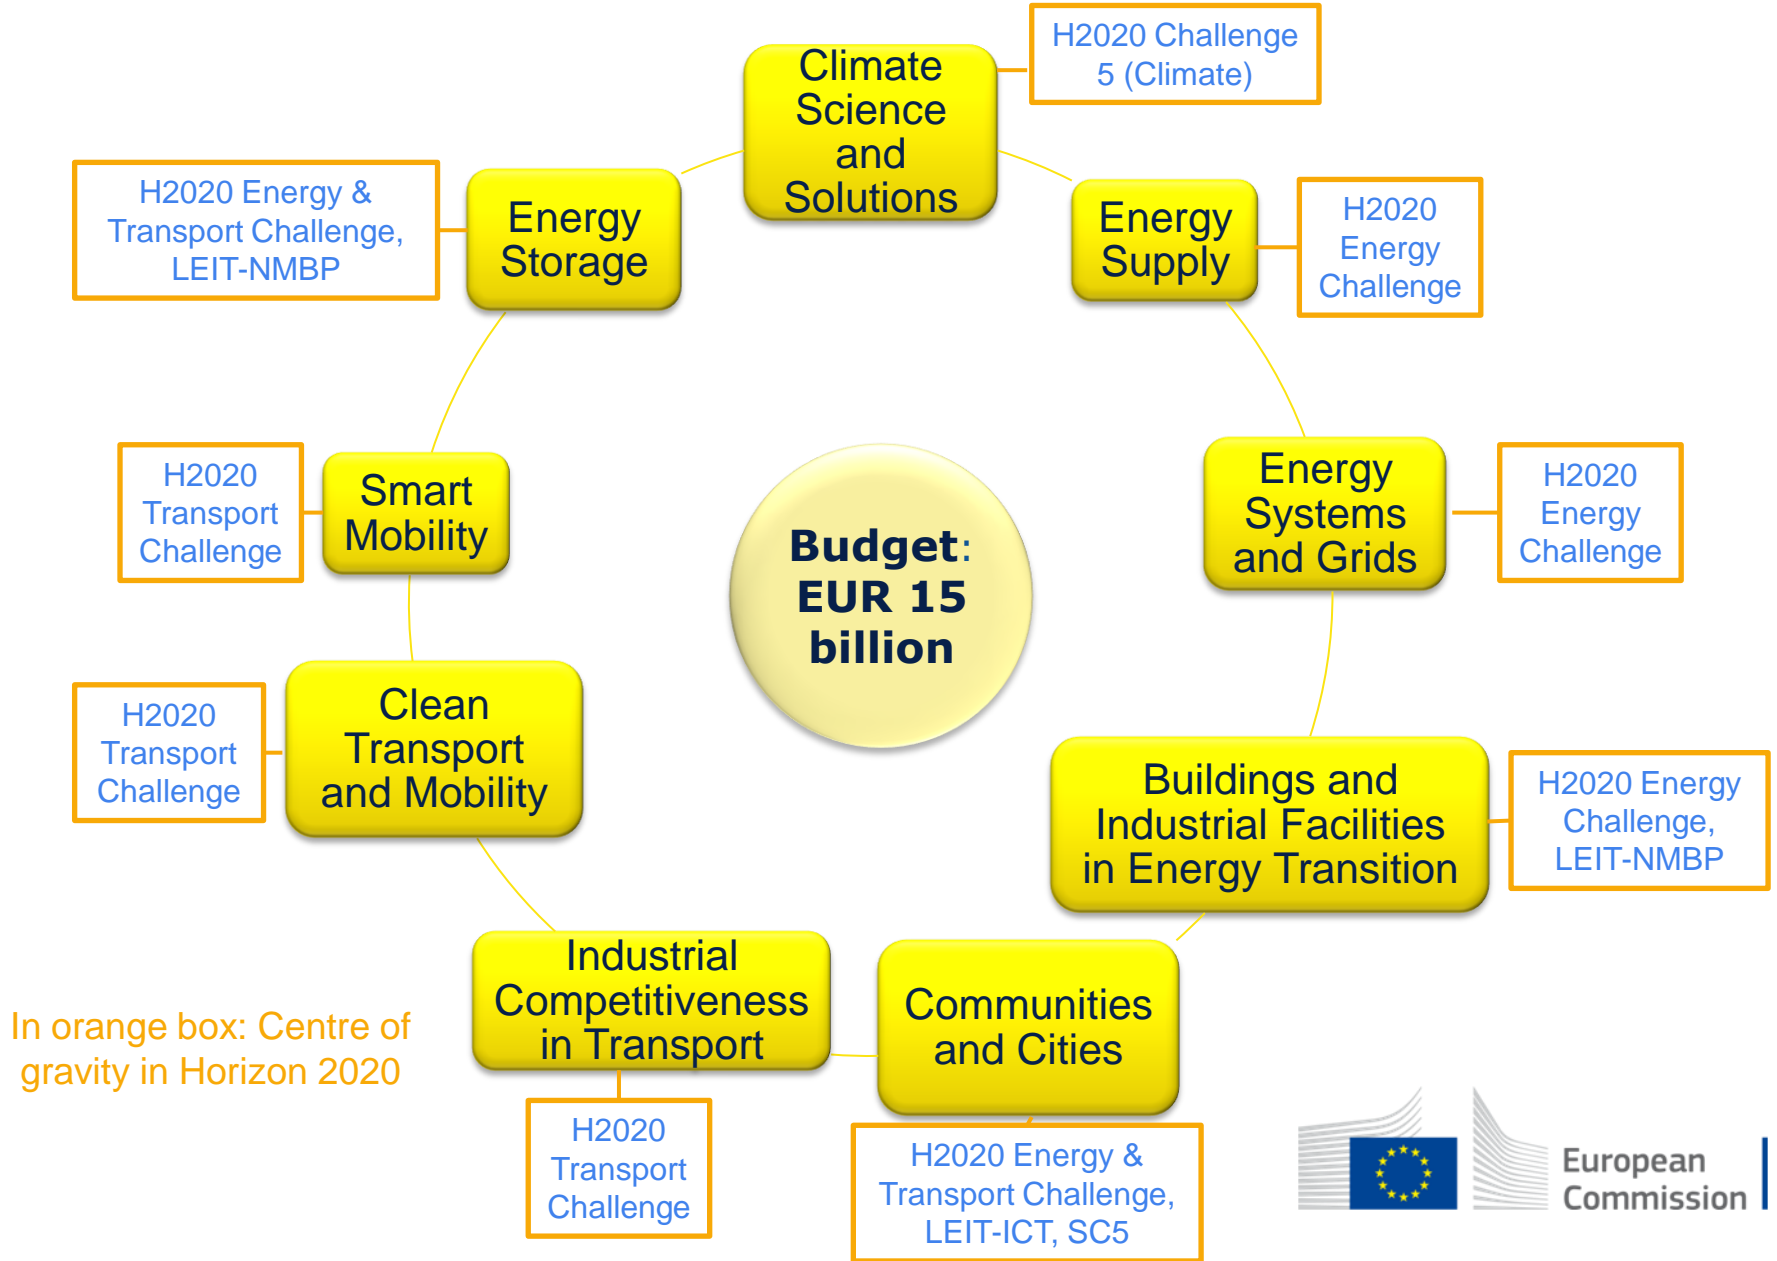 Climate
Science
and
Solutions
H2020 Challenge
5 (Climate)
Energy
Supply
H2020
Energy
Challenge
Energy
Systems
and Grids
H2020
Energy
Challenge
Buildings and
Industrial Facilities
in Energy Transition
H2020 Energy
Challenge,
LEIT-NMBP
Communities
and Cities
H2020 Energy &
Transport Challenge,
LEIT-ICT, SC5
Industrial
Competitiveness
in Transport
H2020
Transport
Challenge
Clean
Transport
and Mobility
H2020
Transport
Challenge
Smart
Mobility
H2020
Transport
Challenge
Energy
Storage
H2020 Energy &
Transport Challenge,
LEIT-NMBP
Budget:
EUR 15
billion
In orange box: Centre of
gravity in Horizon 2020
European
Commission